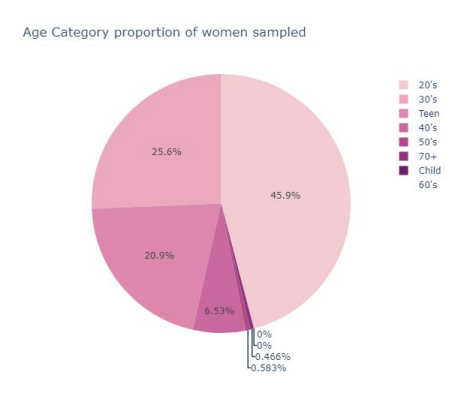 Age Category proportion of women sampled
20's
30's
Teen
40's
50's
70+
Child
60's
25.6%
45.9%
20.9%
6.53%
0%
0%
0.466%
0.583%